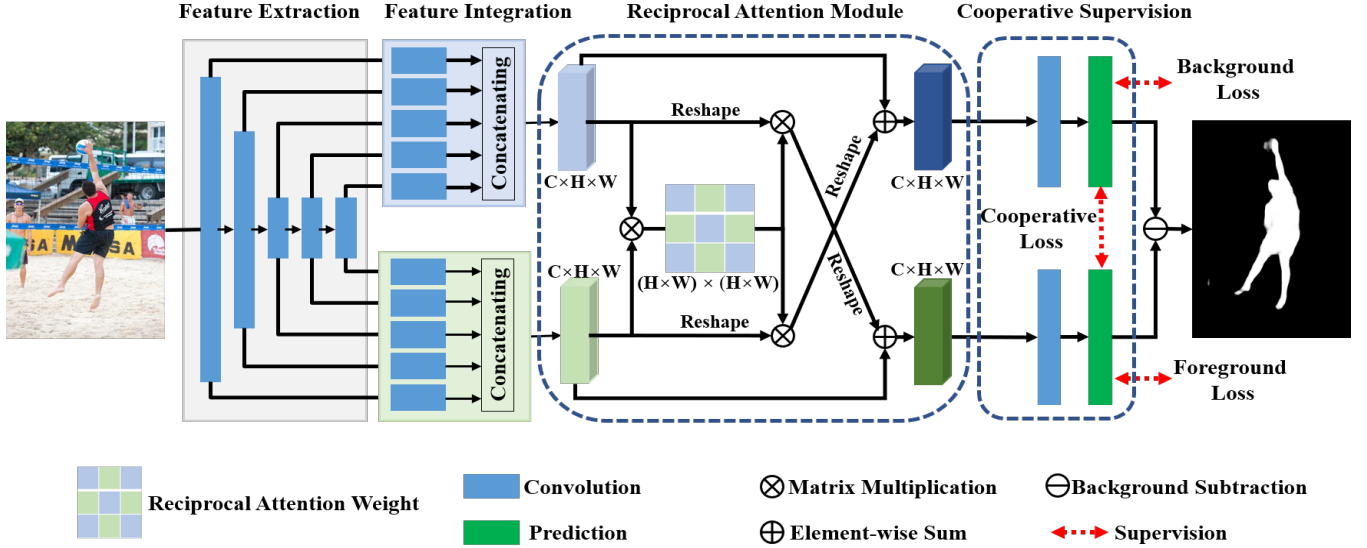 Feature Extraction
Feature Integration
Reciprocal Attention Module
Cooperative Supervision
Concatenating
C×H×W
Reshape
Reshape
C×H×W
Background
Loss
Cooperative
Loss
C×H×W
(H×W) × (H×W)
C×H×W
Reshape
Reshape
Concatenating
Foreground
Loss
Reciprocal Attention Weight
Convolution
Matrix Multiplication
Background Subtraction
Prediction
Element-wise Sum
Supervision